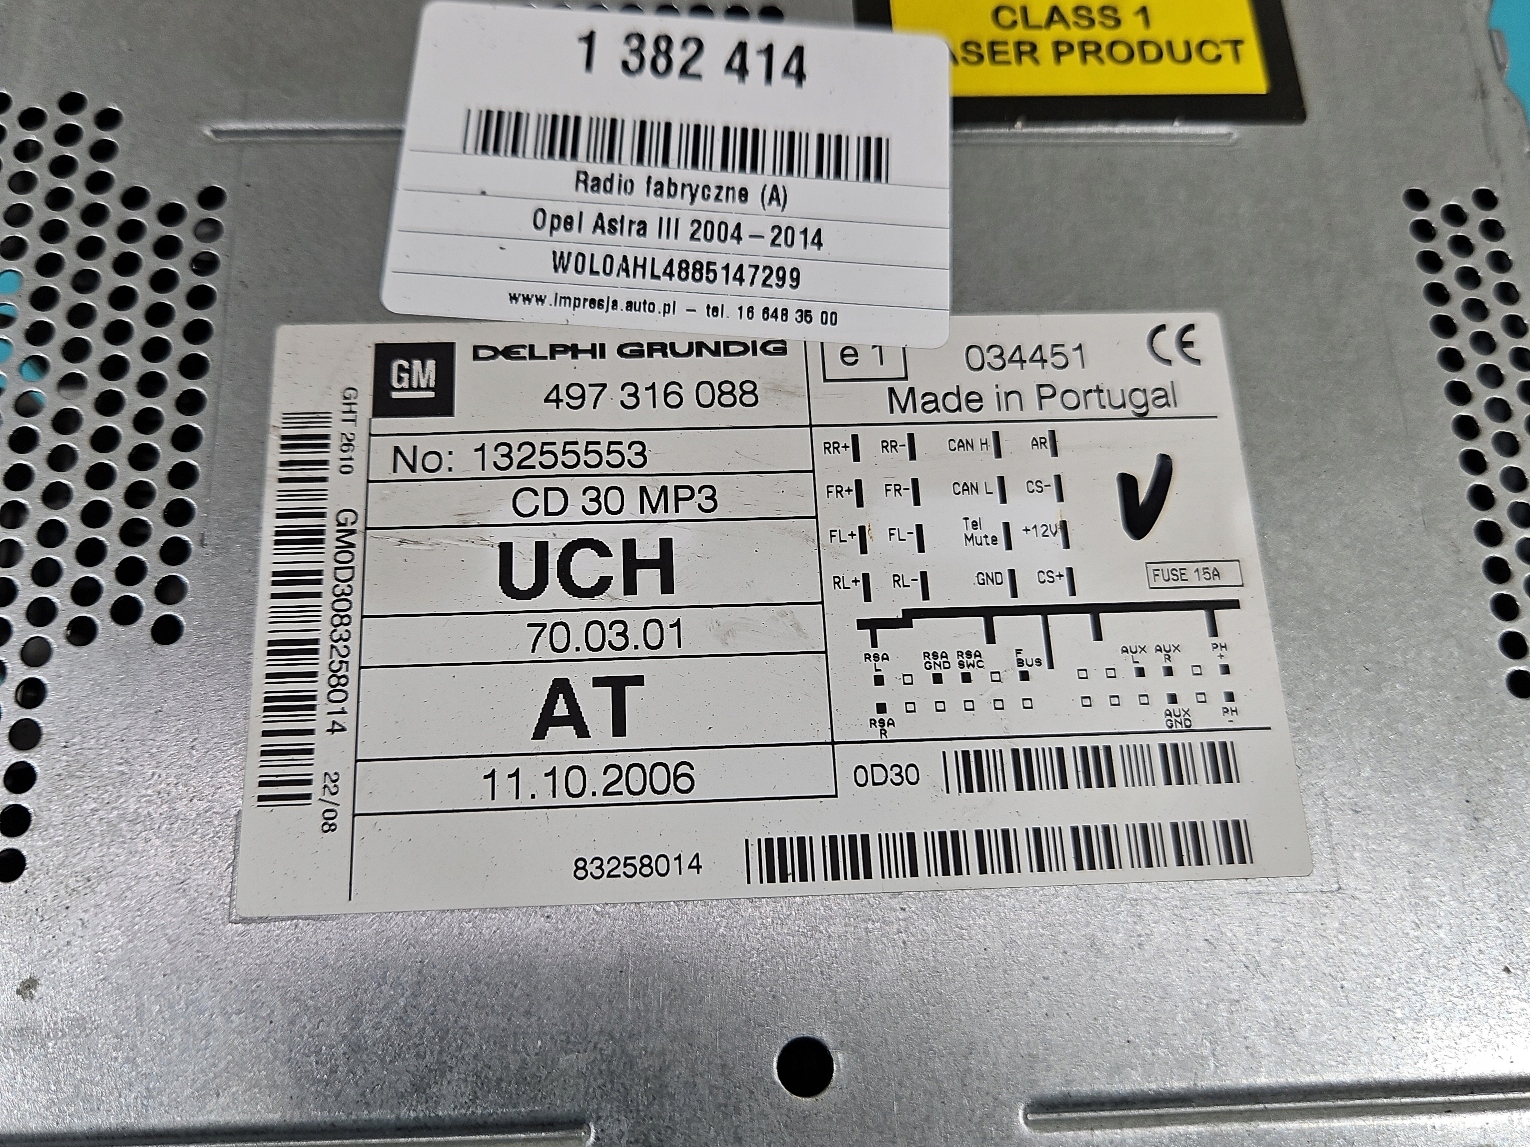 CLASS 1
LASER PRODUCT
1 382 414
Radio fabryczne (A)
Opel Astra III 2004-2014
W0L0AHL4885147299
www.impresja.auto.pl - tel. 16 648 35 00
GM
DELPHI GRUNDIG
497 316 088
e 1
034451
CE
Made in Portugal
No: 13255553
CD 30 MP3
UCH
70.03.01
AT
11.10.2006
GHT 2610
GM0D3083258014
22/08
RR+ RR- CAN H AR
FR+ FR- CAN L CS-
FL+ FL- Tel Mute +12V
RL+ RL- GND CS+
FUSE 15A
RSA L RSA GND RSA SWC F BUS AUX L AUX R PH +
RSA R AUX GND PH -
0D30
83258014